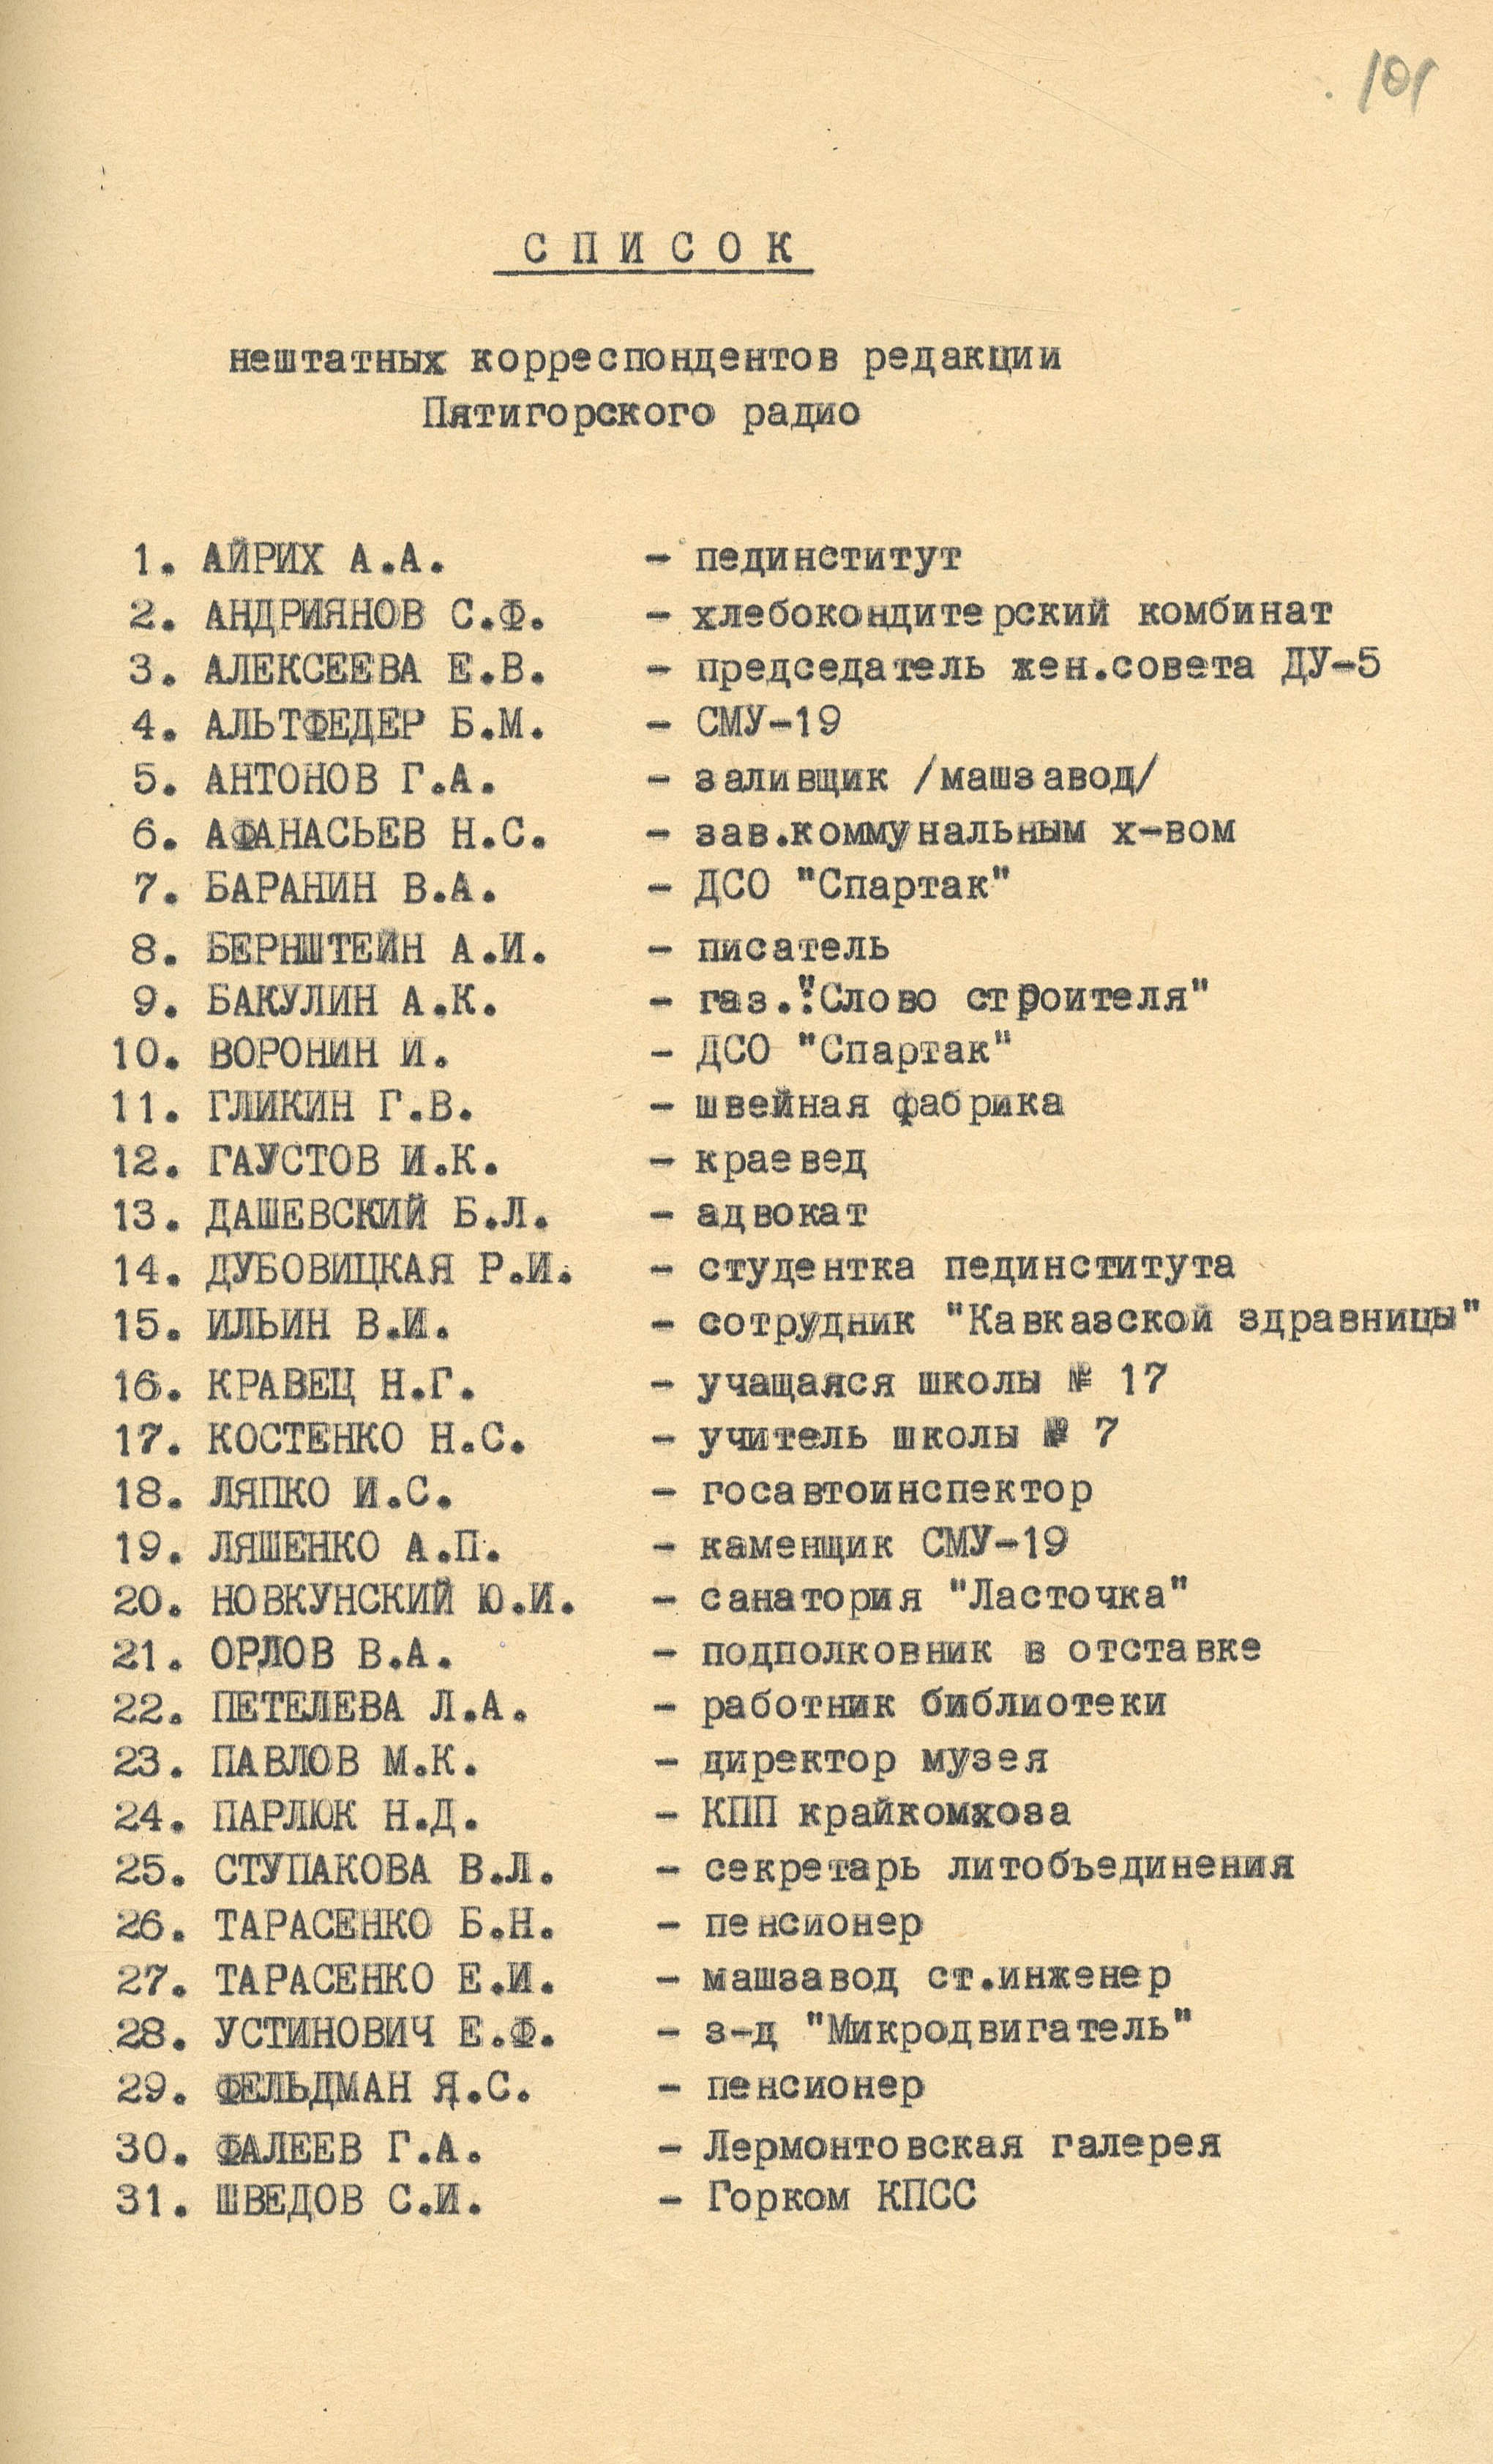 101
СПИСОК
нештатных корреспондентов редакции
Пятигорского радио
1. АЙРИХ А.А. - пединститут
2. АНДРИЯНОВ С.Ф. - хлебокондитерский комбинат
3. АЛЕКСЕЕВА Е.В. - председатель жен.совета ДУ-5
4. АЛЬТФЕДЕР Б.М. - СМУ-19
5. АНТОНОВ Г.А. - заливщик /машзавод/
6. АФАНАСЬЕВ Н.С. - зав.коммунальным х-вом
7. БАРАНИН В.А. - ДСО "Спартак"
8. БЕРНШТЕЙН А.И. - писатель
9. БАКУЛИН А.К. - газ."Слово строителя"
10. ВОРОНИН И. - ДСО "Спартак"
11. ГЛИКИН Г.В. - швейная фабрика
12. ГАУСТОВ И.К. - краевед
13. ДАШЕВСКИЙ Б.Л. - адвокат
14. ДУБОВИЦКАЯ Р.И. - студентка пединститута
15. ИЛЬИН В.И. - сотрудник "Кавказской здравницы"
16. КРАВЕЦ Н.Г. - учащаяся школы № 17
17. КОСТЕНКО Н.С. - учитель школы № 7
18. ЛЯПКО И.С. - госавтоинспектор
19. ЛЯШЕНКО А.П. - каменщик СМУ-19
20. НОВКУНСКИЙ Ю.И. - санатория "Ласточка"
21. ОРЛОВ В.А. - подполковник в отставке
22. ПЕТЕЛЕВА Л.А. - работник библиотеки
23. ПАВЛОВ М.К. - директор музея
24. ПАРЛЮК Н.Д. - КПП крайкомхоза
25. СТУПАКОВА В.Л. - секретарь литобъединения
26. ТАРАСЕНКО Б.Н. - пенсионер
27. ТАРАСЕНКО Е.И. - машзавод ст.инженер
28. УСТИНОВИЧ Е.Ф. - з-д "Микродвигатель"
29. ФЕЛЬДМАН Я.С. - пенсионер
30. ФАЛЕЕВ Г.А. - Лермонтовская галерея
31. ШВЕДОВ С.И. - Горком КПСС